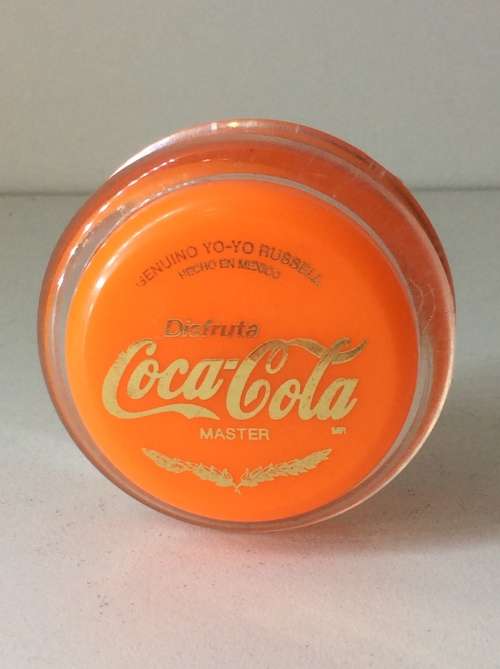 GENUINO YO-YO RUSSELL
HECHO EN MEXICO
Disfruta
Coca-Cola
MASTER MR